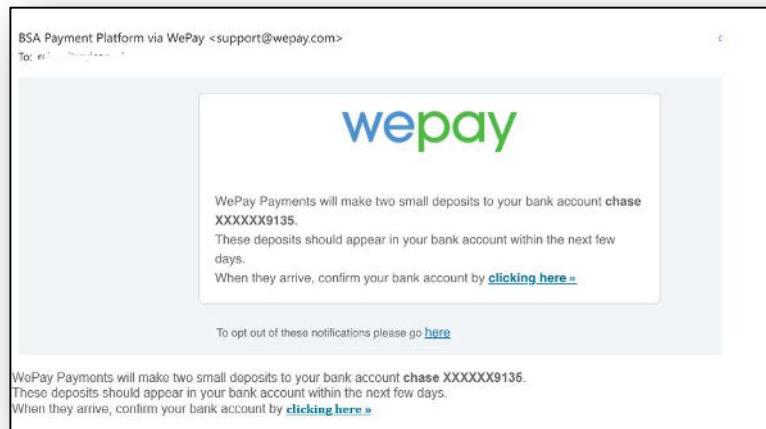 BSA Payment Platform via WePay <support@wepay.com>
To:
wepay
WePay Payments will make two small deposits to your bank account chase
XXXXXX9135.
These deposits should appear in your bank account within the next few
days.
When they arrive, confirm your bank account by clicking here »
To opt out of these notifications please go here
WePay Payments will make two small deposits to your bank account chase XXXXXX9135.
These deposits should appear in your bank account within the next few days.
When they arrive, confirm your bank account by clicking here »